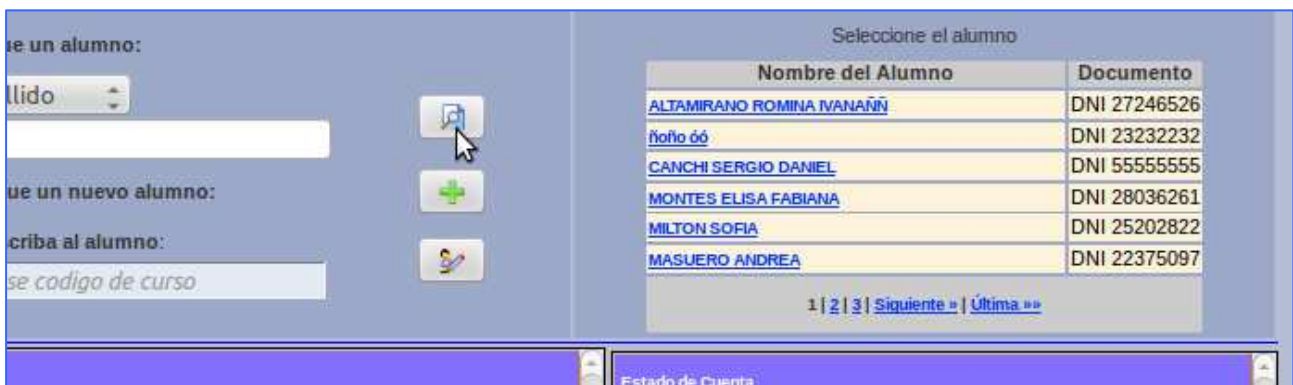 ue un alumno:
llido
ue un nuevo alumno:
criba al alumno:
se codigo de curso
Seleccione el alumno
Nombre del Alumno Documento
ALTAMIRANO ROMINA IVANAÑÑ DNI 27246526
ñoño óó DNI 23232232
CANCHI SERGIO DANIEL DNI 55555555
MONTES ELISA FABIANA DNI 28036261
MILTON SOFIA DNI 25202822
MASUERO ANDREA DNI 22375097
1 | 2 | 3 | Siguiente » | Última »»
Estado de Cuenta